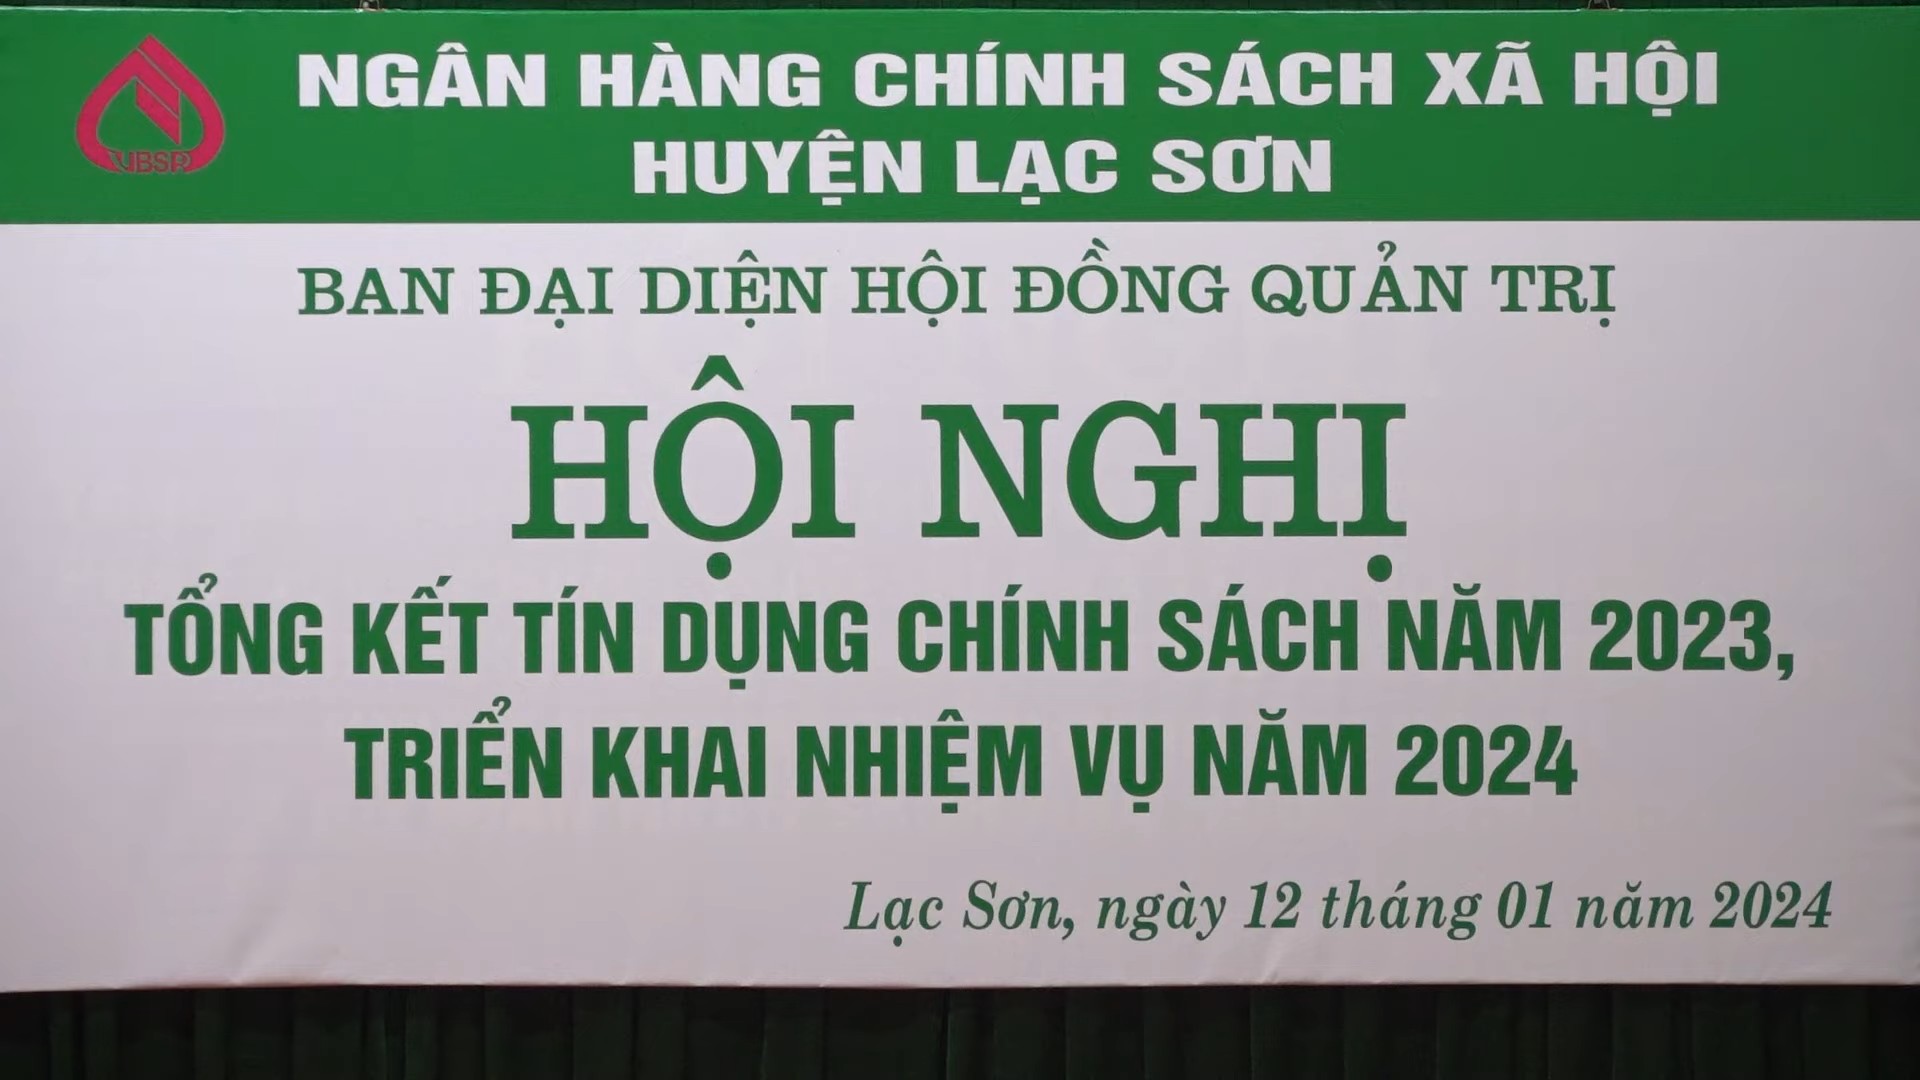 VBSP
NGÂN HÀNG CHÍNH SÁCH XÃ HỘI
HUYỆN LẠC SƠN
BAN ĐẠI DIỆN HỘI ĐỒNG QUẢN TRỊ
HỘI NGHỊ
TỔNG KẾT TÍN DỤNG CHÍNH SÁCH NĂM 2023,
TRIỂN KHAI NHIỆM VỤ NĂM 2024
Lạc Sơn, ngày 12 tháng 01 năm 2024